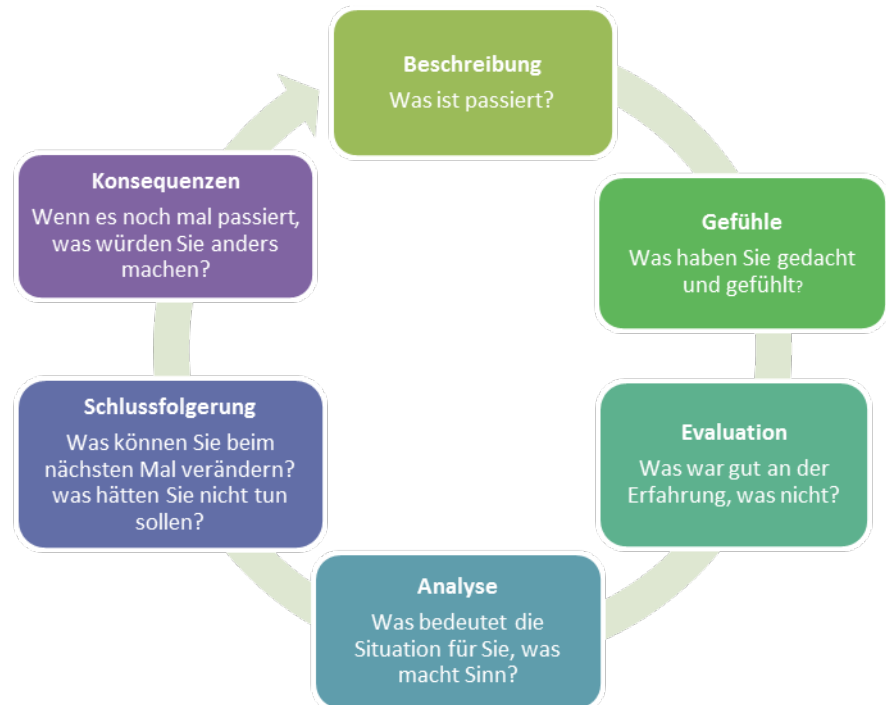 Beschreibung
Was ist passiert?
Gefühle
Was haben Sie gedacht
und gefühlt?
Evaluation
Was war gut an der
Erfahrung, was nicht?
Analyse
Was bedeutet die
Situation für Sie, was
macht Sinn?
Schlussfolgerung
Was können Sie beim
nächsten Mal verändern?
was hätten Sie nicht tun
sollen?
Konsequenzen
Wenn es noch mal passiert,
was würden Sie anders
machen?